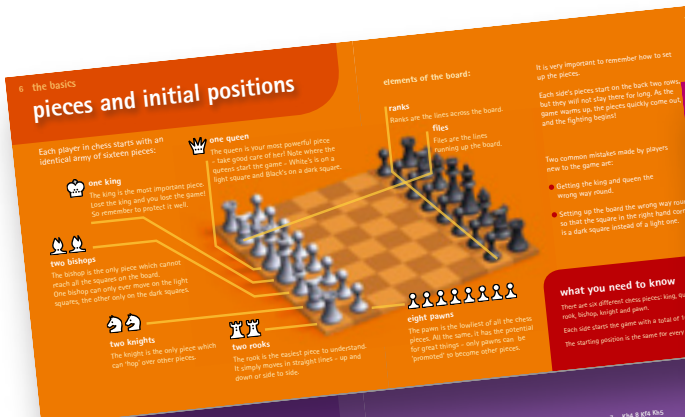 6 the basics
pieces and initial positions
Each player in chess starts with an
identical army of sixteen pieces:
one king
The king is the most important piece.
Lose the king and you lose the game!
So remember to protect it well.
one queen
The queen is your most powerful piece
- take good care of her! Note where the
queens start the game - White's is on a
light square and Black's on a dark square.
two bishops
The bishop is the only piece which cannot
reach all the squares on the board.
One bishop can only ever move on the light
squares, the other only on the dark squares.
two knights
The knight is the only piece which
can 'hop' over other pieces.
two rooks
The rook is the easiest piece to understand.
It simply moves in straight lines - up and
down or side to side.
eight pawns
The pawn is the lowliest of all the chess
pieces. All the same, it has the potential
for great things - only pawns can be
'promoted' to become other pieces.
elements of the board:
ranks
Ranks are the lines across the board.
files
Files are the lines
running up the board.
It is very important to remember how to set
up the pieces.
Each side's pieces start on the back two rows,
but they will not stay there for long. As the
game warms up, the pieces quickly come out,
and the fighting begins!
Two common mistakes made by players
new to the game are:
Getting the king and queen the
wrong way round.
Setting up the board the wrong way
so that the square in the right hand
is a dark square instead of a light one.
what you need to know
There are six different chess pieces: king,
rook, bishop, knight and pawn.
Each side starts the game with a total of
The starting position is the same for every
Kh4 8 Kf4 Kh5